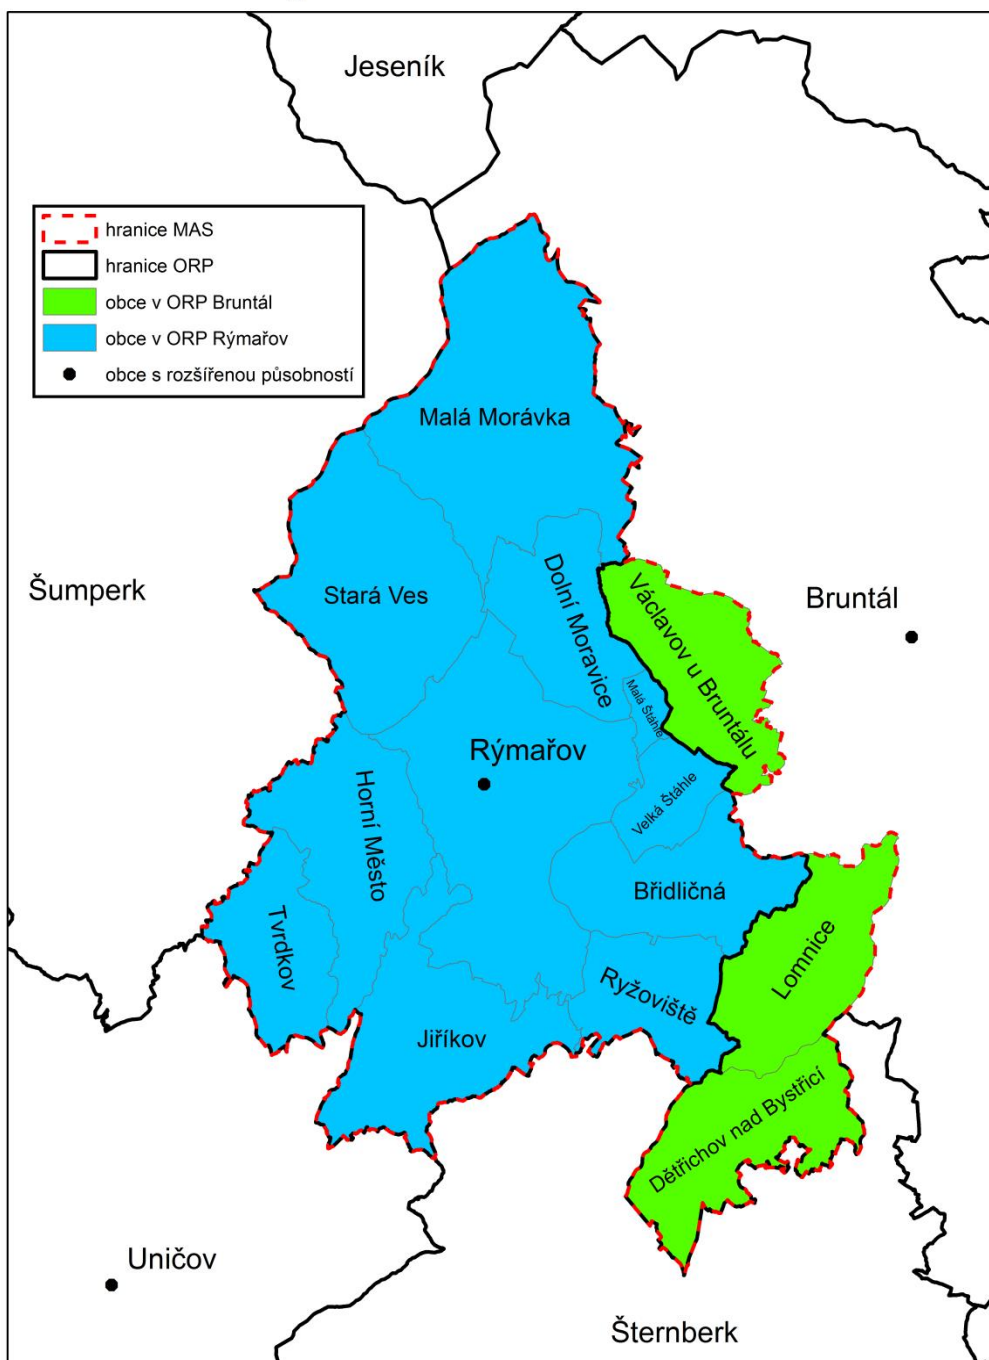 Jeseník
hranice MAS
hranice ORP
obce v ORP Bruntál
obce v ORP Rýmařov
obce s rozšířenou působností
Malá Morávka
Šumperk
Stará Ves
Dolní Moravice
Václavov u Bruntálu
Bruntál
Malá Štáhle
Rýmařov
Horní Město
Velká Štáhle
Břidličná
Tvrdkov
Lomnice
Ryžoviště
Jiříkov
Dětřichov nad Bystřicí
Uničov
Šternberk